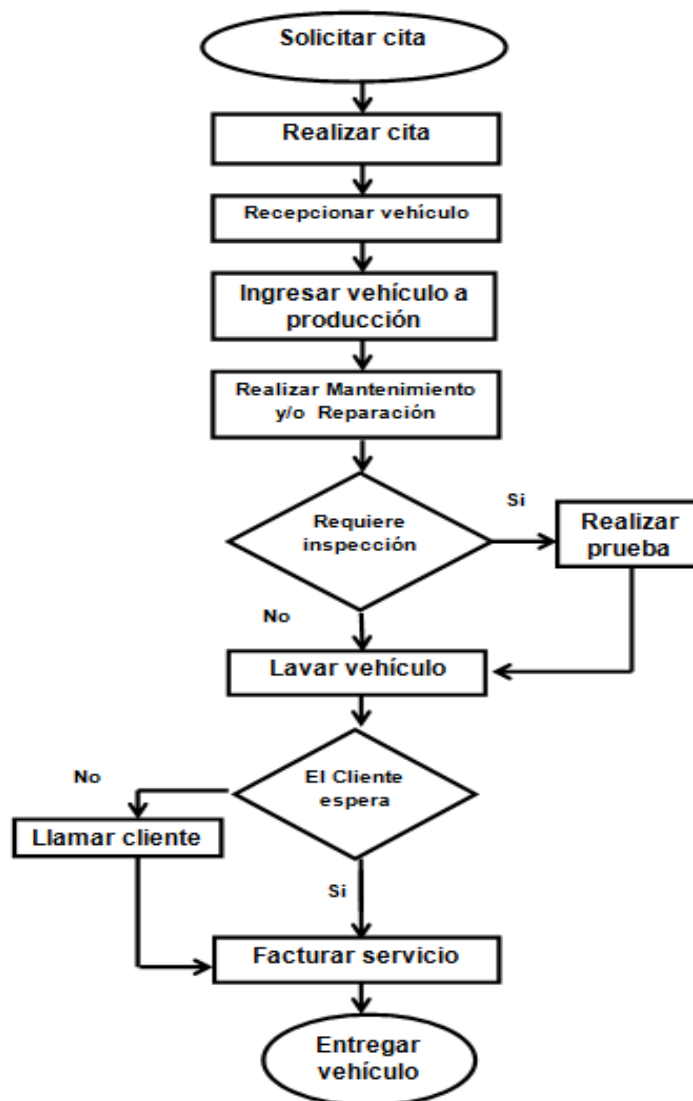 Solicitar cita
Realizar cita
Recepcionar vehículo
Ingresar vehículo a
producción
Realizar Mantenimiento
y/o Reparación
Requiere
inspección
Si
Realizar
prueba
No
Lavar vehículo
El Cliente
espera
No
Llamar cliente
Si
Facturar servicio
Entregar
vehículo